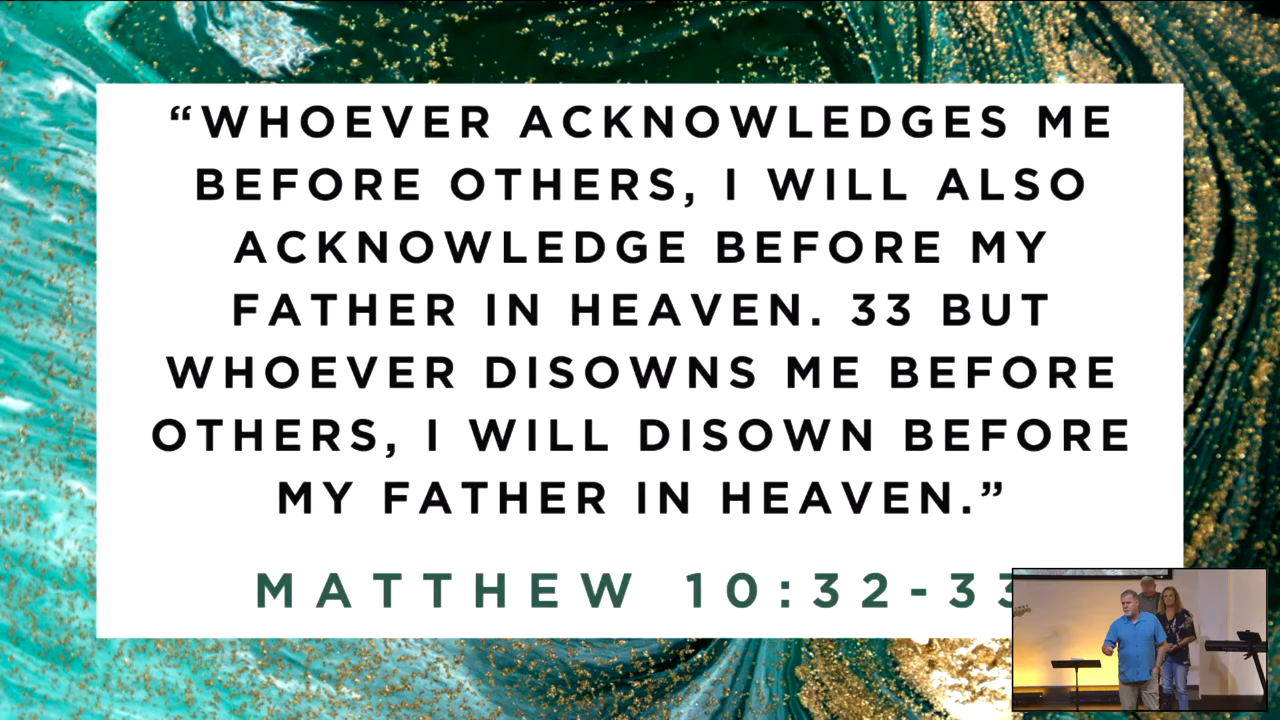 “WHOEVER ACKNOWLEDGES ME
BEFORE OTHERS, I WILL ALSO
ACKNOWLEDGE BEFORE MY
FATHER IN HEAVEN. 33 BUT
WHOEVER DISOWNS ME BEFORE
OTHERS, I WILL DISOWN BEFORE
MY FATHER IN HEAVEN.”
MATTHEW 10:32-33